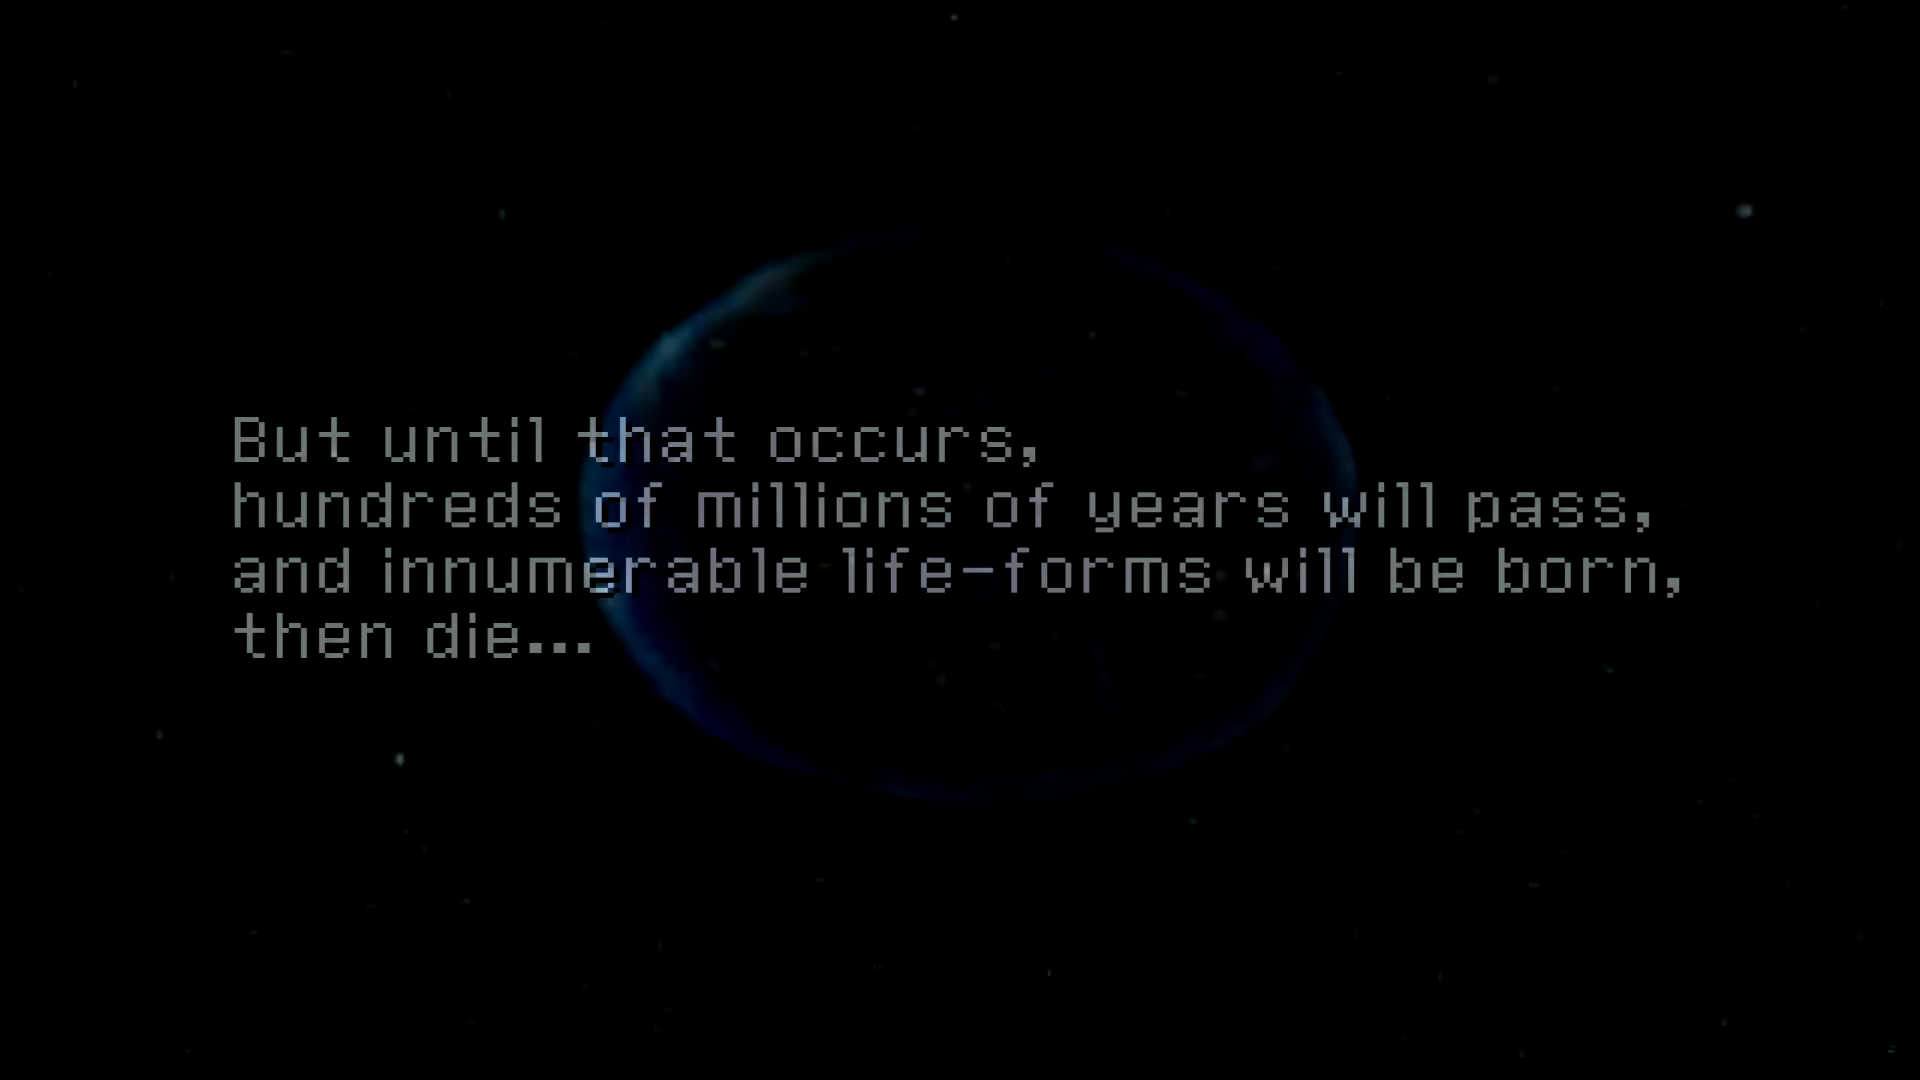 But until that occurs,
hundreds of millions of years will pass,
and innumerable life-forms will be born,
then die...